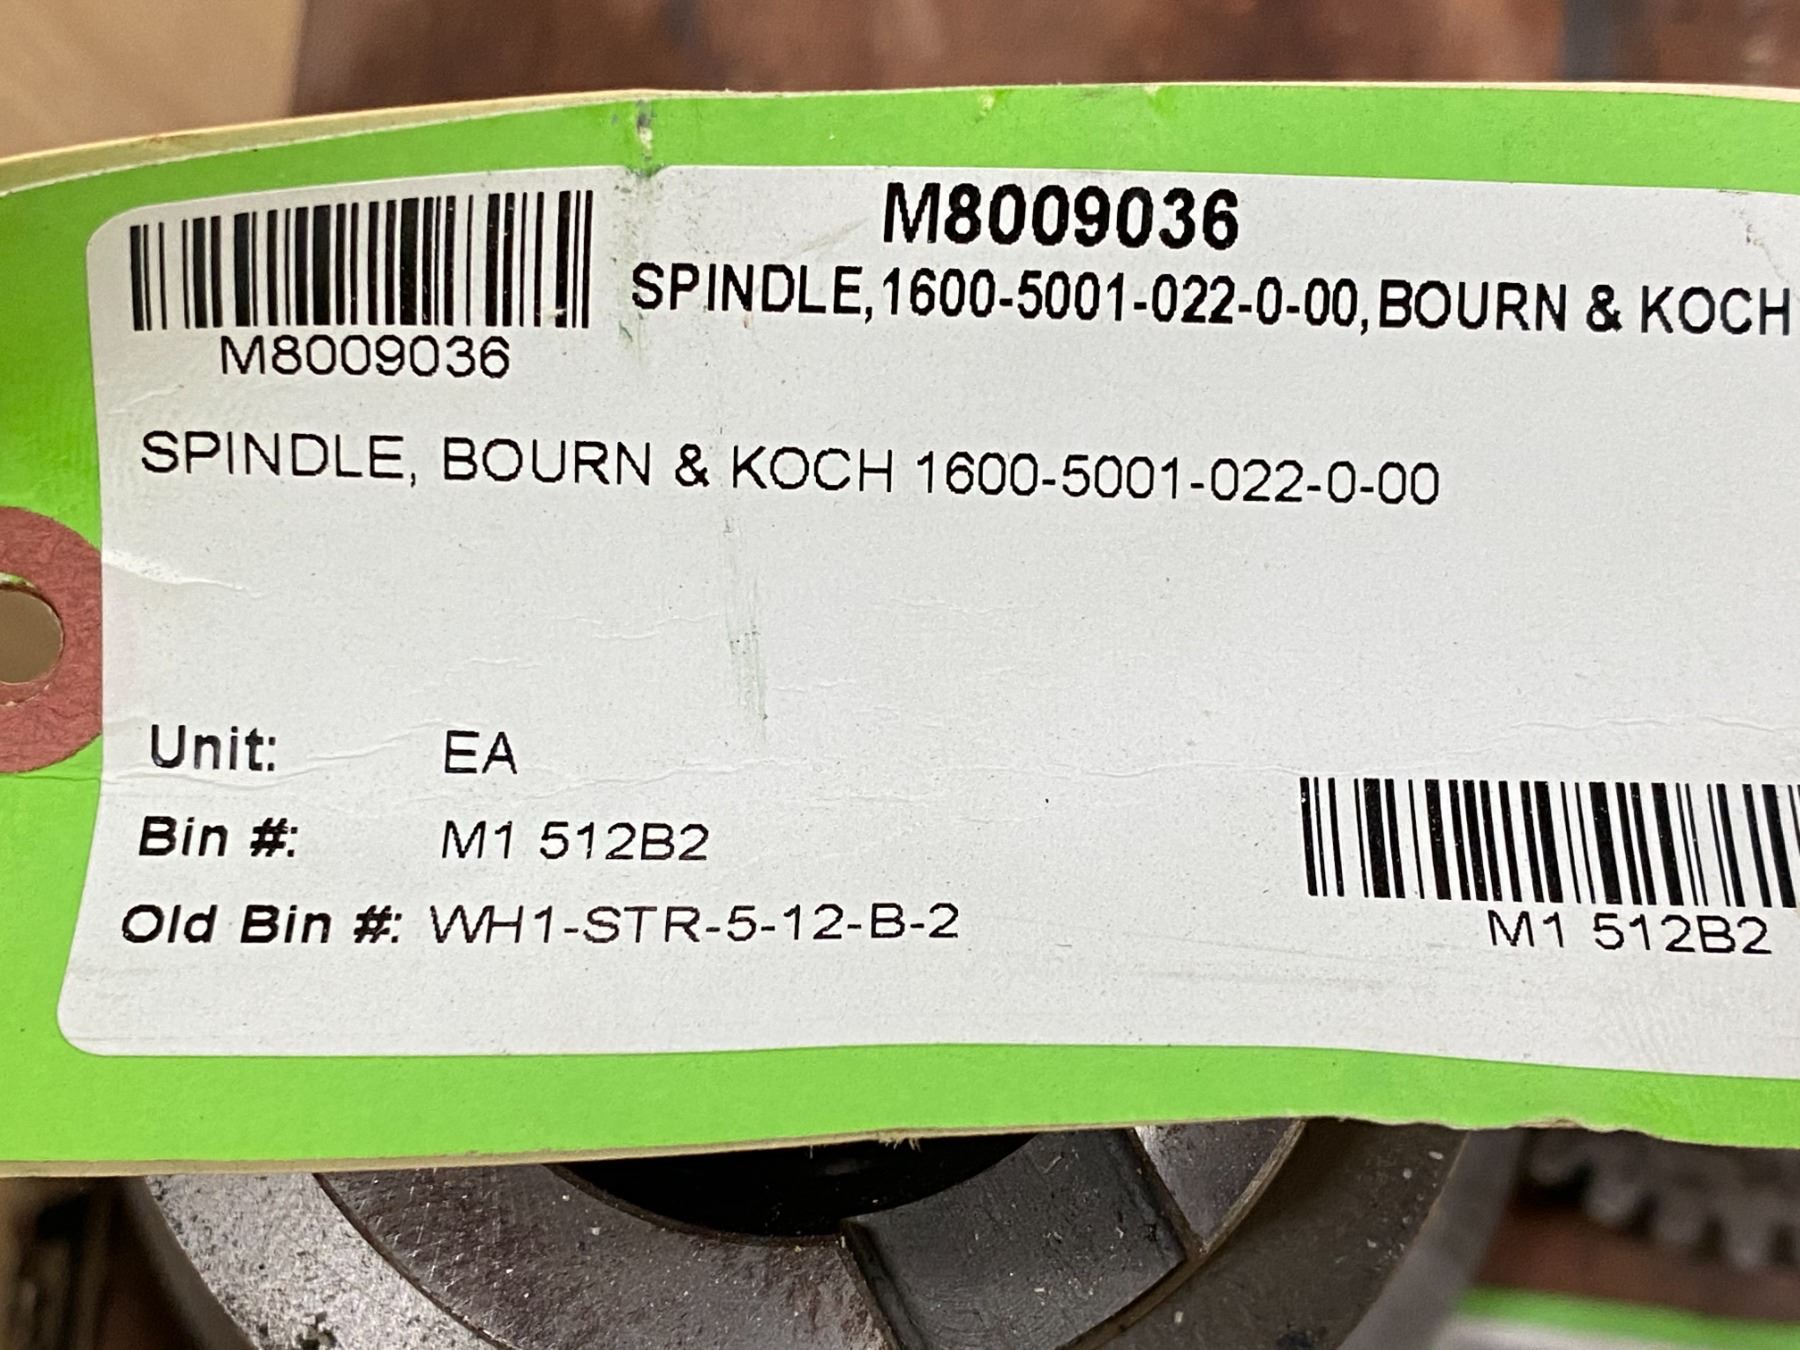 M8009036
SPINDLE,1600-5001-022-0-00,BOURN & KOCH
M8009036
SPINDLE, BOURN & KOCH 1600-5001-022-0-00
Unit: EA
Bin #: M1 512B2
Old Bin #: WH1-STR-5-12-B-2
M1 512B2